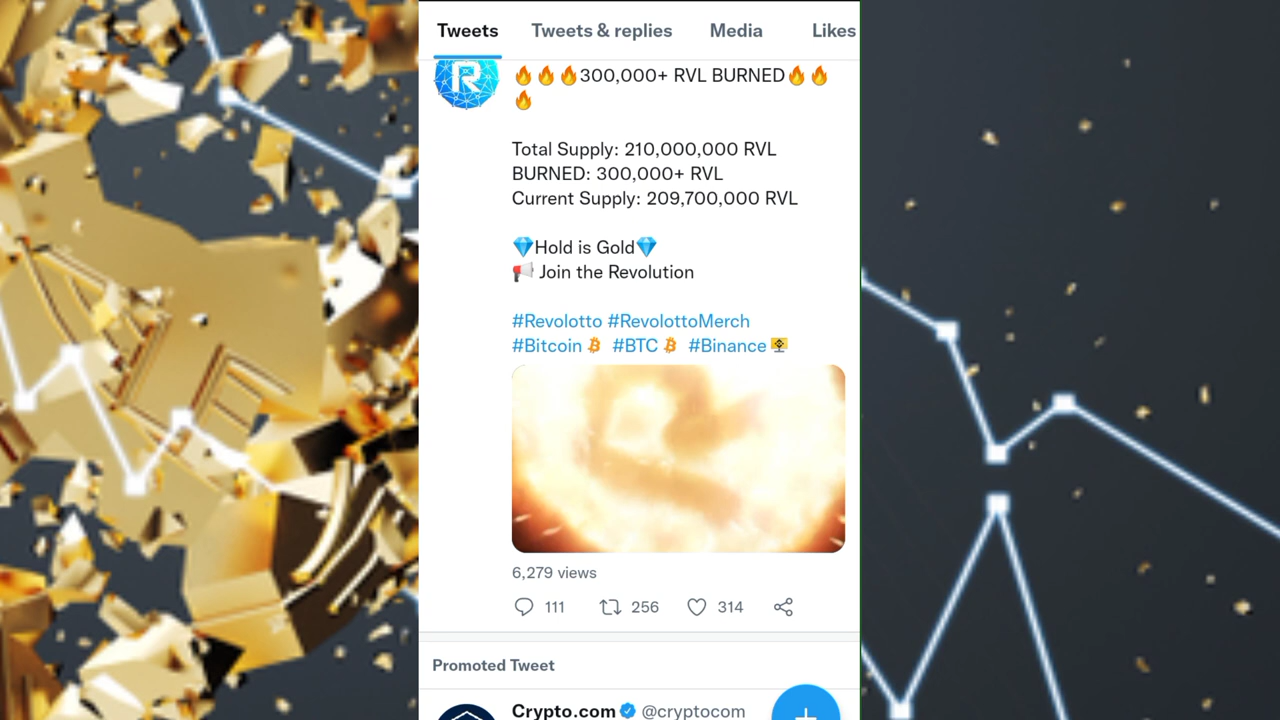 Tweets Tweets & replies Media Likes
R
🔥🔥🔥300,000+ RVL BURNED🔥🔥
🔥
Total Supply: 210,000,000 RVL
BURNED: 300,000+ RVL
Current Supply: 209,700,000 RVL
💎Hold is Gold💎
📢 Join the Revolution
#Revolotto #RevolottoMerch
#Bitcoin #BTC #Binance
6,279 views
111 256 314
Promoted Tweet
Crypto.com @cryptocom